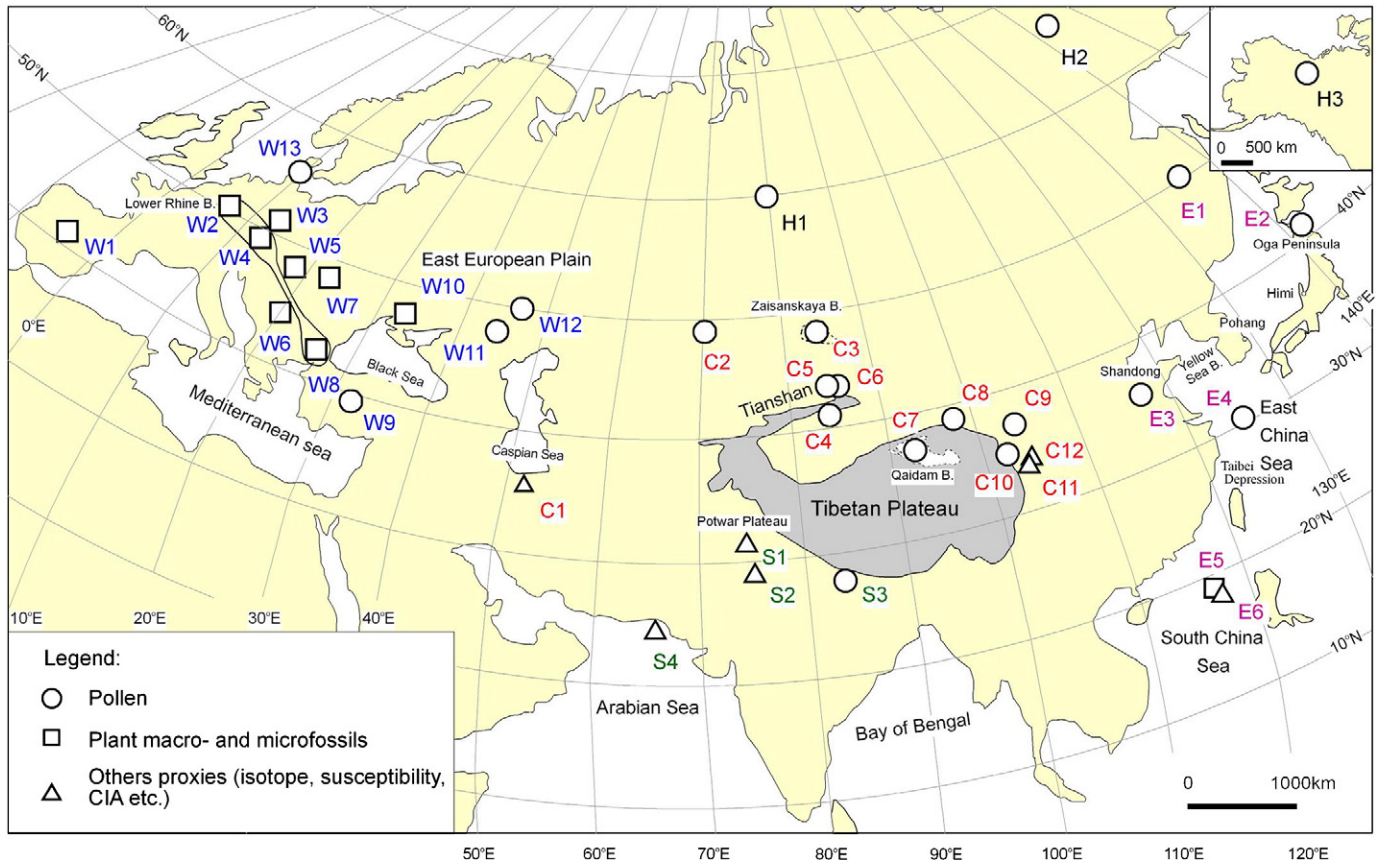 60°N
50°N
H2
H3
0 500 km
W13
Lower Rhine B.
W2
W3
W1
W4
W5
East European Plain
W7
W10
H1
E1
E2
40°N
Oga Peninsula
Himi
140°E
Pohang
0°E
W6
W8
Black Sea
W11
W12
Zaisanskaya B.
C2
C3
C5
C6
Tianshan
C4
Shandong
Yellow
Sea B.
30°N
E3
E4
East
China
Sea
W9
Mediterranean sea
Caspian Sea
C1
C7
C8
C9
C12
Qaidam B.
C10
C11
Taibei
Depression
130°E
Tibetan Plateau
Potwar Plateau
S1
S2
S3
20°N
E5
E6
10°E
20°E
30°E
40°E
S4
South China
Sea
10°N
Arabian Sea
Bay of Bengal
Legend:
Pollen
Plant macro- and microfossils
Others proxies (isotope, susceptibility,
CIA etc.)
0 1000km
50°E 60°E 70°E 80°E 90°E 100°E 110°E 120°E